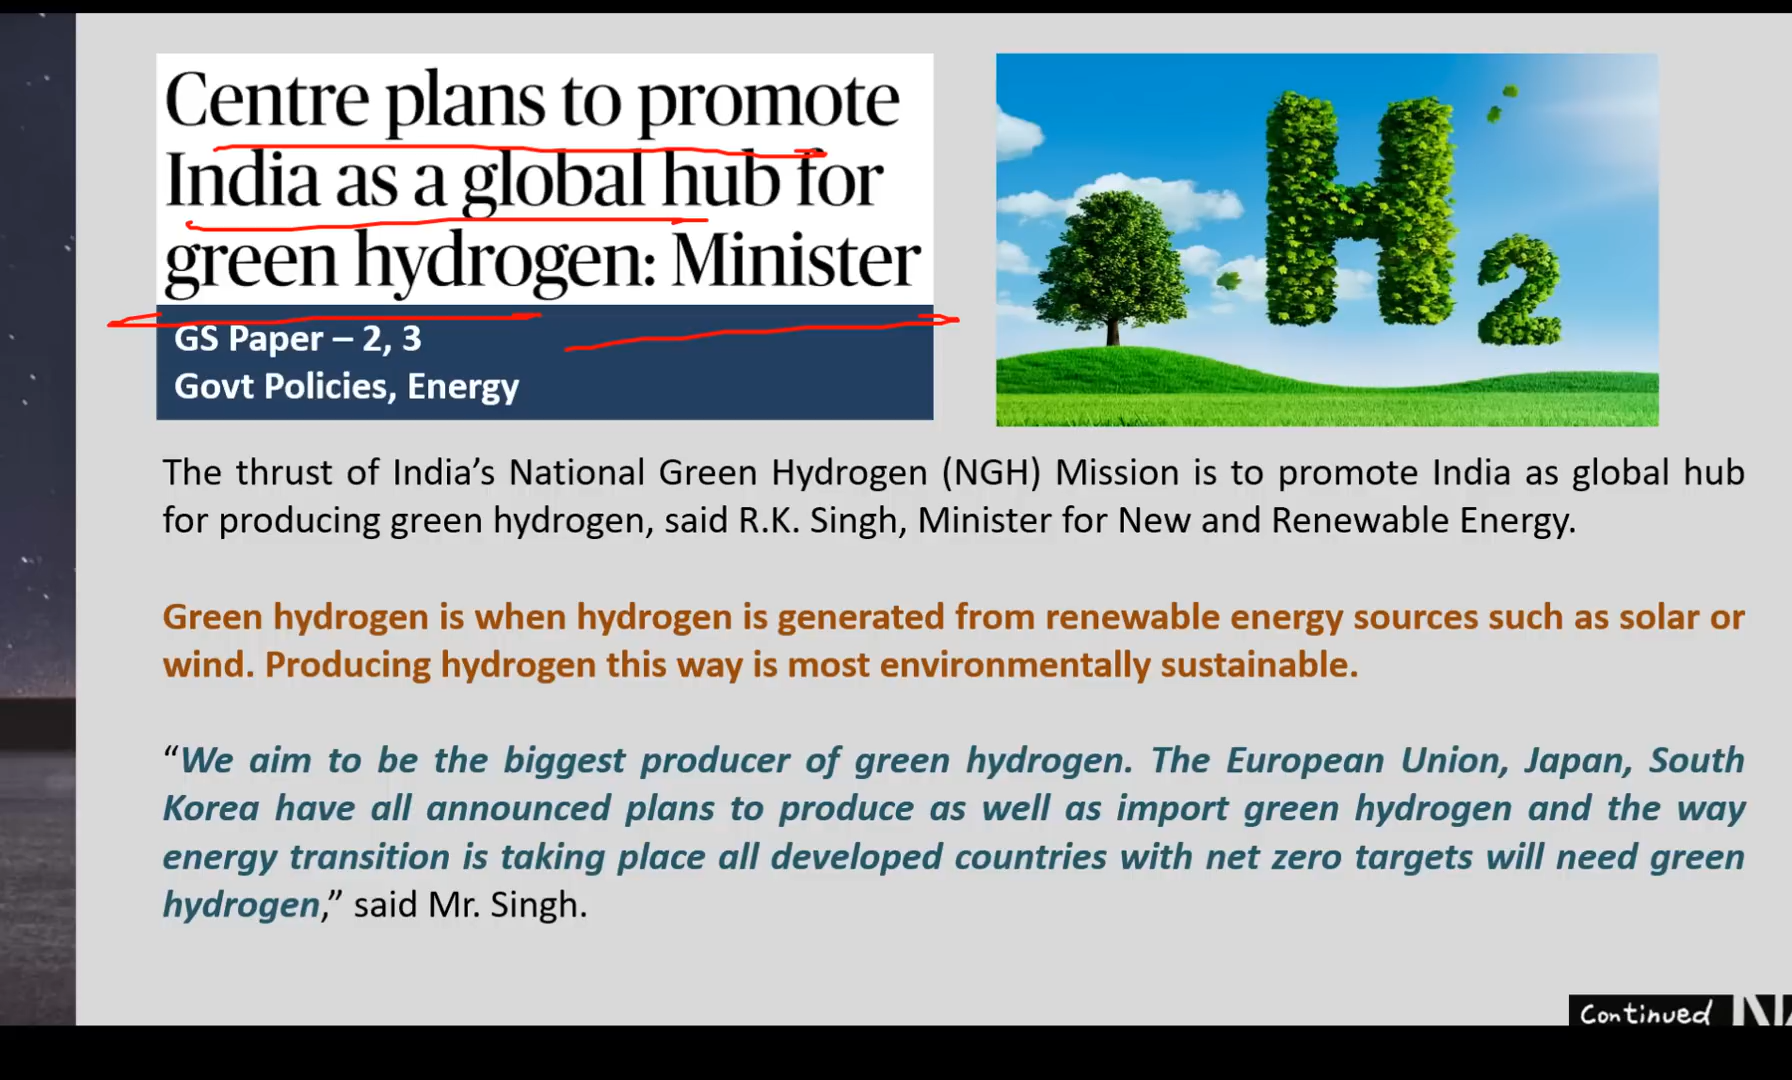 Centre plans to promote
India as a global hub for
green hydrogen: Minister
GS Paper – 2, 3
Govt Policies, Energy
H2
The thrust of India’s National Green Hydrogen (NGH) Mission is to promote India as global hub
for producing green hydrogen, said R.K. Singh, Minister for New and Renewable Energy.
Green hydrogen is when hydrogen is generated from renewable energy sources such as solar or
wind. Producing hydrogen this way is most environmentally sustainable.
“We aim to be the biggest producer of green hydrogen. The European Union, Japan, South
Korea have all announced plans to produce as well as import green hydrogen and the way
energy transition is taking place all developed countries with net zero targets will need green
hydrogen,” said Mr. Singh.
Continued